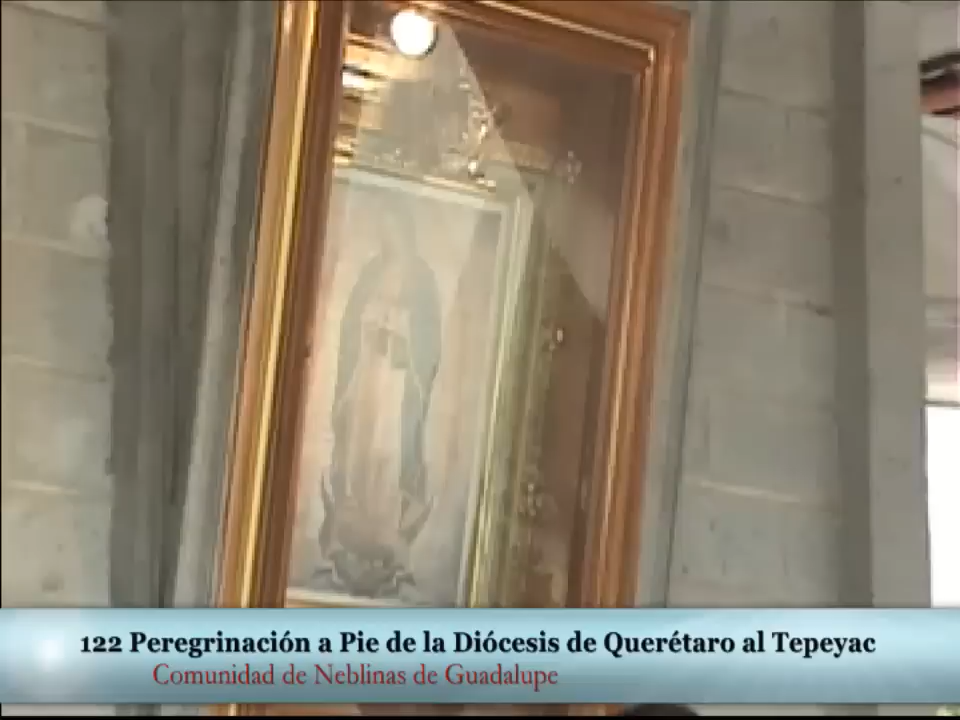 122 Peregrinación a Pie de la Diócesis de Querétaro al Tepeyac
Comunidad de Neblinas de Guadalupe